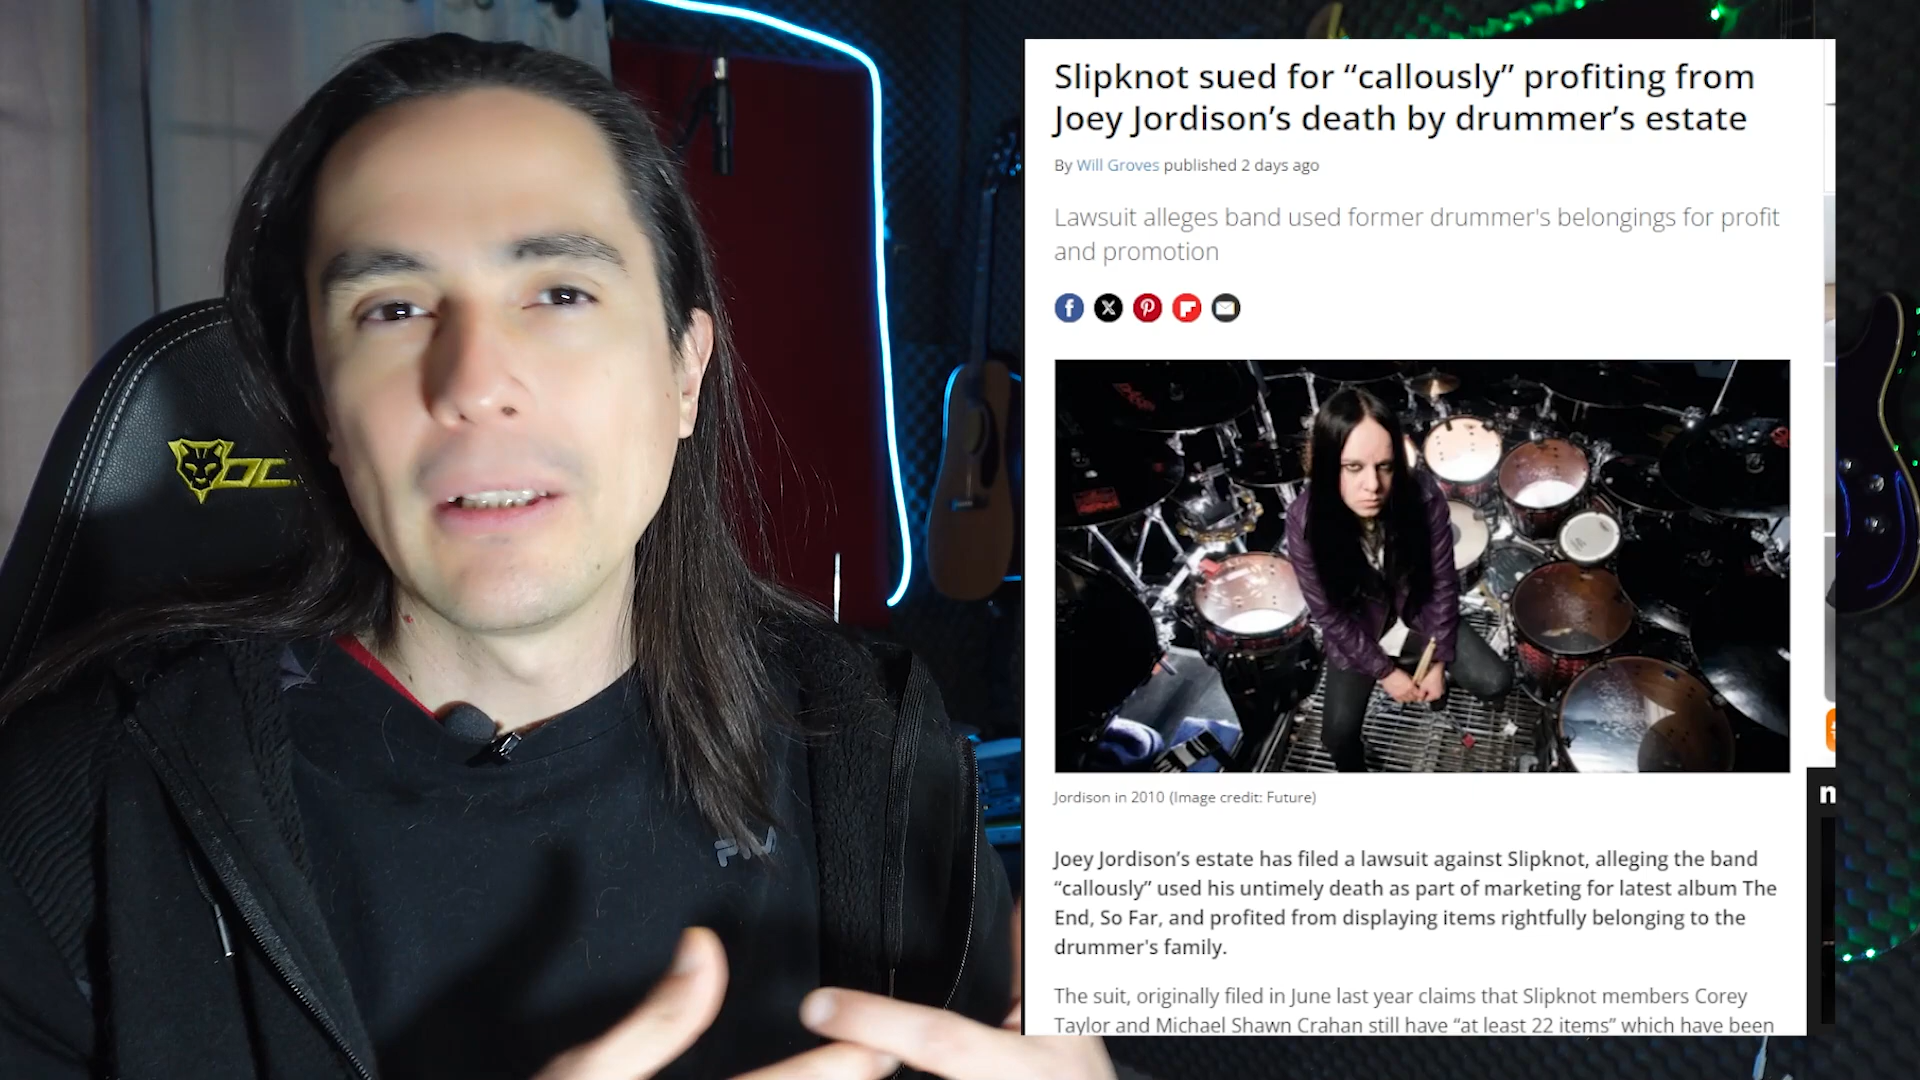 Slipknot sued for “callously” profiting from
Joey Jordison’s death by drummer’s estate
By Will Groves published 2 days ago
Lawsuit alleges band used former drummer's belongings for profit
and promotion
Jordison in 2010 (Image credit: Future)
Joey Jordison’s estate has filed a lawsuit against Slipknot, alleging the band
“callously” used his untimely death as part of marketing for latest album The
End, So Far, and profited from displaying items rightfully belonging to the
drummer's family.
The suit, originally filed in June last year claims that Slipknot members Corey
Taylor and Michael Shawn Crahan still have “at least 22 items” which have been